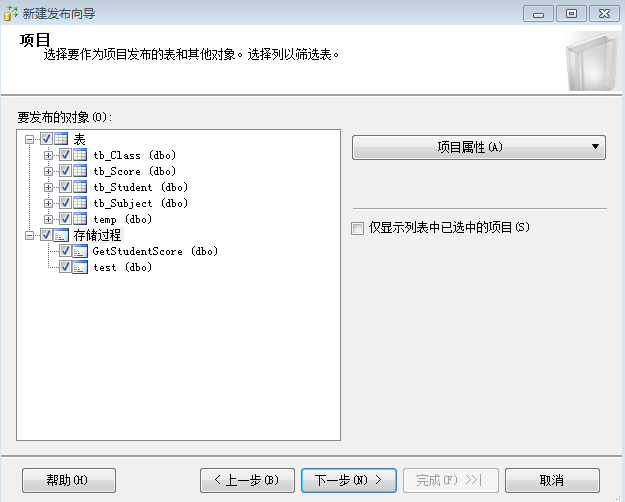 新建发布向导
项目
选择要作为项目发布的表和其他对象。选择列以筛选表。
要发布的对象(O):
表
tb_Class (dbo)
tb_Score (dbo)
tb_Student (dbo)
tb_Subject (dbo)
temp (dbo)
存储过程
GetStudentScore (dbo)
test (dbo)
项目属性(A)
仅显示列表中已选中的项目(S)
帮助(H)
< 上一步(B)
下一步(N) >
完成(F) >>|
取消